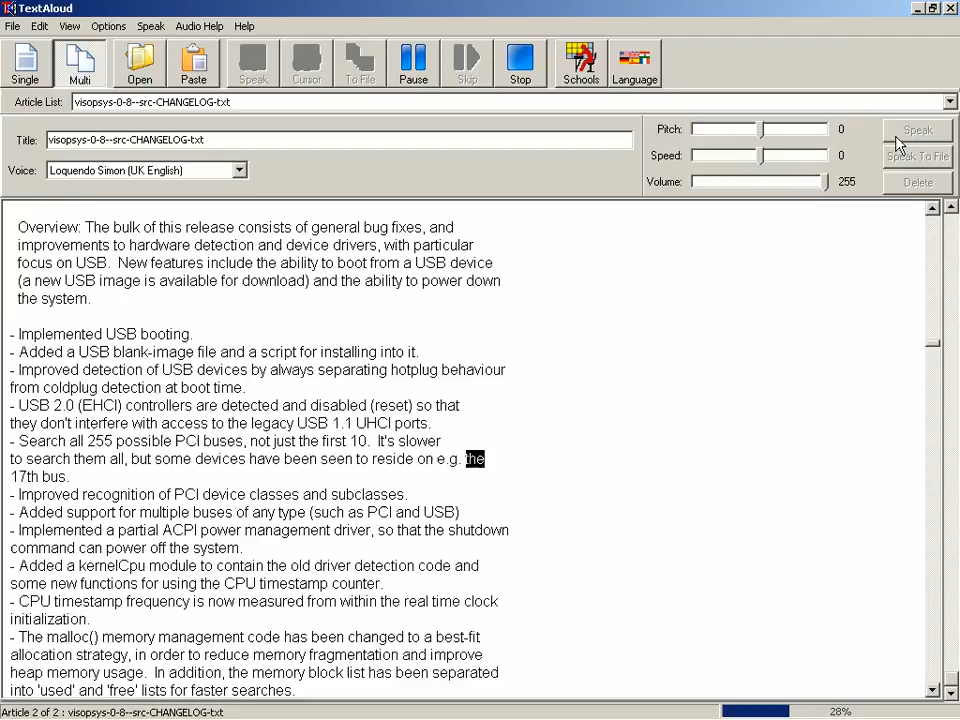 TextAloud
File Edit View Options Speak Audio Help Help
Single Multi Open Paste Speak Cursor To File Pause Skip Stop Schools Language
Article List: visopsys-0-8--src-CHANGELOG-txt
Title: visopsys-0-8--src-CHANGELOG-txt
Voice: Loquendo Simon (UK English)
Pitch: 0 Speak
Speed: 0 Speak To File
Volume: 255 Delete
Overview: The bulk of this release consists of general bug fixes, and
improvements to hardware detection and device drivers, with particular
focus on USB. New features include the ability to boot from a USB device
(a new USB image is available for download) and the ability to power down
the system.
- Implemented USB booting.
- Added a USB blank-image file and a script for installing into it.
- Improved detection of USB devices by always separating hotplug behaviour
from coldplug detection at boot time.
- USB 2.0 (EHCI) controllers are detected and disabled (reset) so that
they don't interfere with access to the legacy USB 1.1 UHCI ports.
- Search all 255 possible PCI buses, not just the first 10. It's slower
to search them all, but some devices have been seen to reside on e.g. the
17th bus.
- Improved recognition of PCI device classes and subclasses.
- Added support for multiple buses of any type (such as PCI and USB)
- Implemented a partial ACPI power management driver, so that the shutdown
command can power off the system.
- Added a kernelCpu module to contain the old driver detection code and
some new functions for using the CPU timestamp counter.
- CPU timestamp frequency is now measured from within the real time clock
initialization.
- The malloc() memory management code has been changed to a best-fit
allocation strategy, in order to reduce memory fragmentation and improve
heap memory usage. In addition, the memory block list has been separated
into 'used' and 'free' lists for faster searches.
Article 2 of 2 : visopsys-0-8--src-CHANGELOG-txt 28%